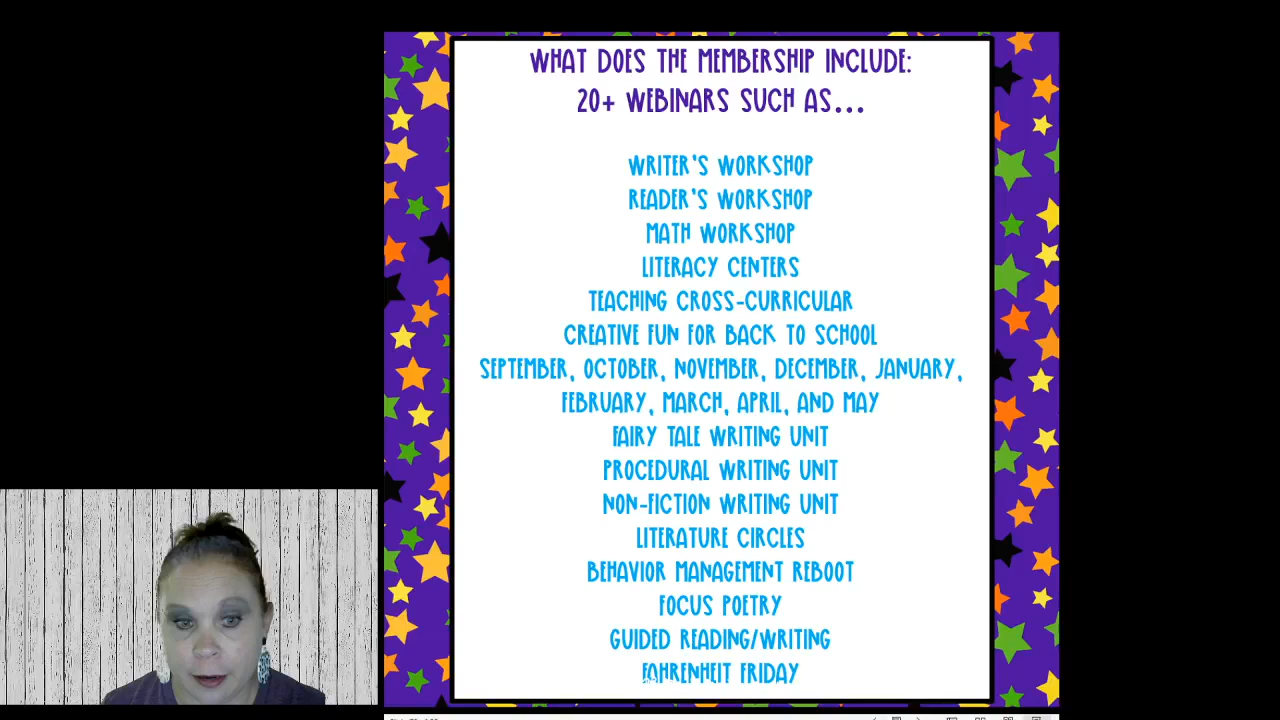 WHAT DOES THE MEMBERSHIP INCLUDE:
20+ WEBINARS SUCH AS...
WRITER'S WORKSHOP
READER'S WORKSHOP
MATH WORKSHOP
LITERACY CENTERS
TEACHING CROSS-CURRICULAR
CREATIVE FUN FOR BACK TO SCHOOL
SEPTEMBER, OCTOBER, NOVEMBER, DECEMBER, JANUARY,
FEBRUARY, MARCH, APRIL, AND MAY
FAIRY TALE WRITING UNIT
PROCEDURAL WRITING UNIT
NON-FICTION WRITING UNIT
LITERATURE CIRCLES
BEHAVIOR MANAGEMENT REBOOT
FOCUS POETRY
GUIDED READING/WRITING
FAHRENHEIT FRIDAY